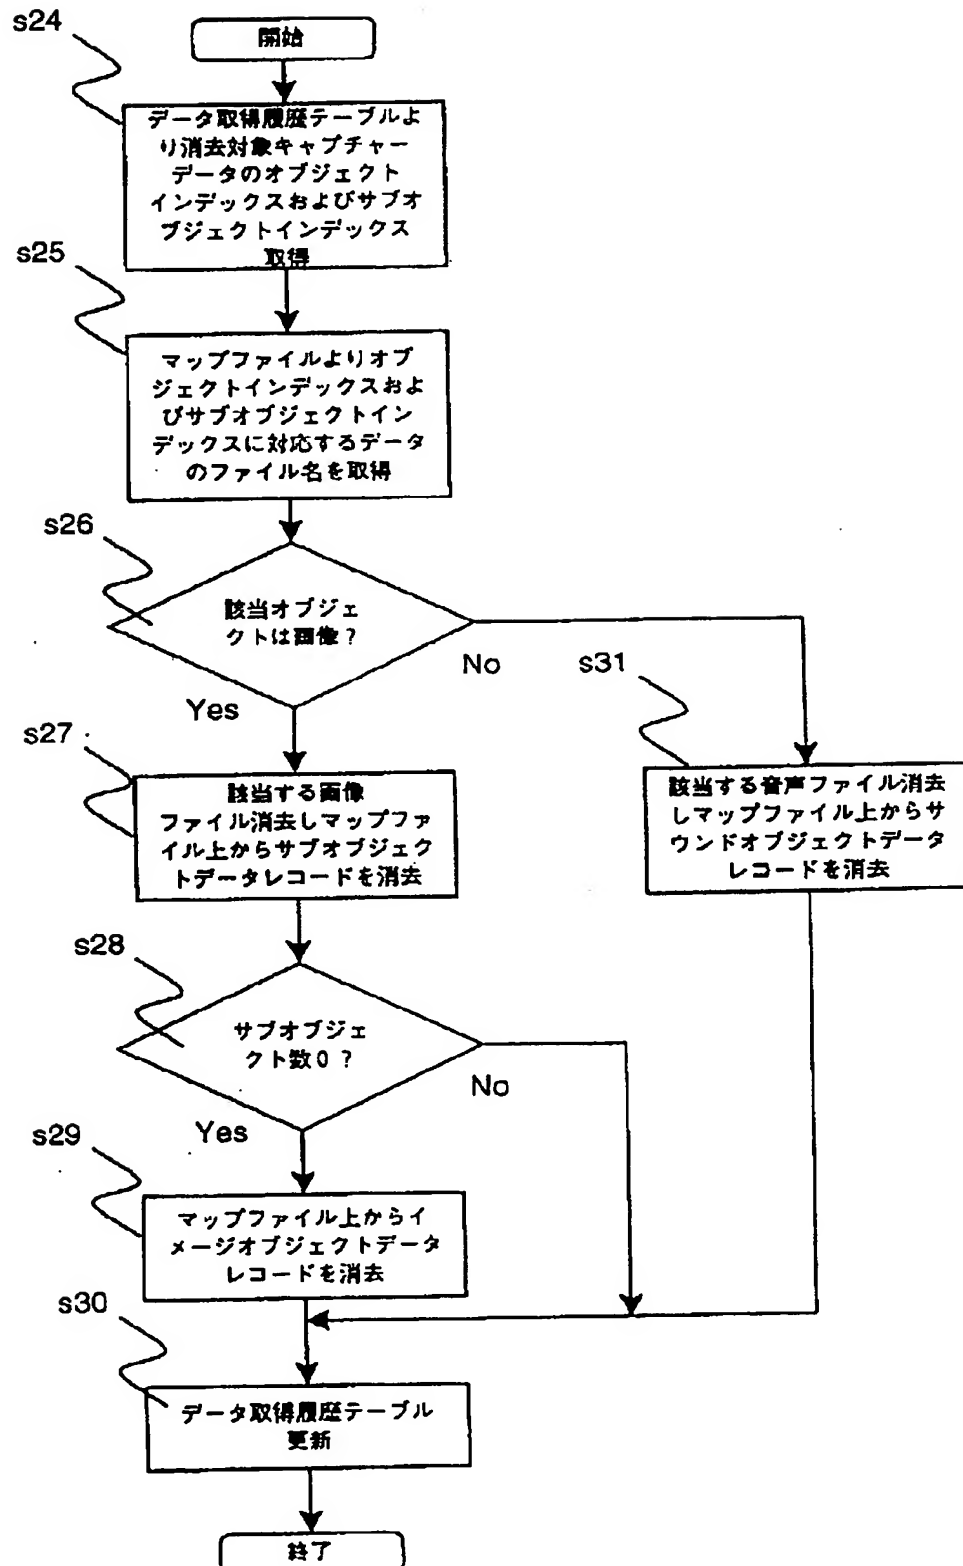 s24
開始
データ取得履歴テーブルよ
り消去対象キャプチャー
データのオブジェクト
インデックスおよびサブオ
ブジェクトインデックス
取得
s25
マップファイルよりオブ
ジェクトインデックスおよ
びサブオブジェクトイン
デックスに対応するデータ
のファイル名を取得
s26
該当オブジェ
クトは画像？
No
Yes
s31
該当する音声ファイル消去
しマップファイル上からサ
ウンドオブジェクトデータ
レコードを消去
s27
該当する画像
ファイル消去しマップファ
イル上からサブオブジェク
トデータレコードを消去
s28
サブオブジェ
クト数0？
No
Yes
s29
マップファイル上からイ
メージオブジェクトデータ
レコードを消去
s30
データ取得履歴テーブル
更新
終了